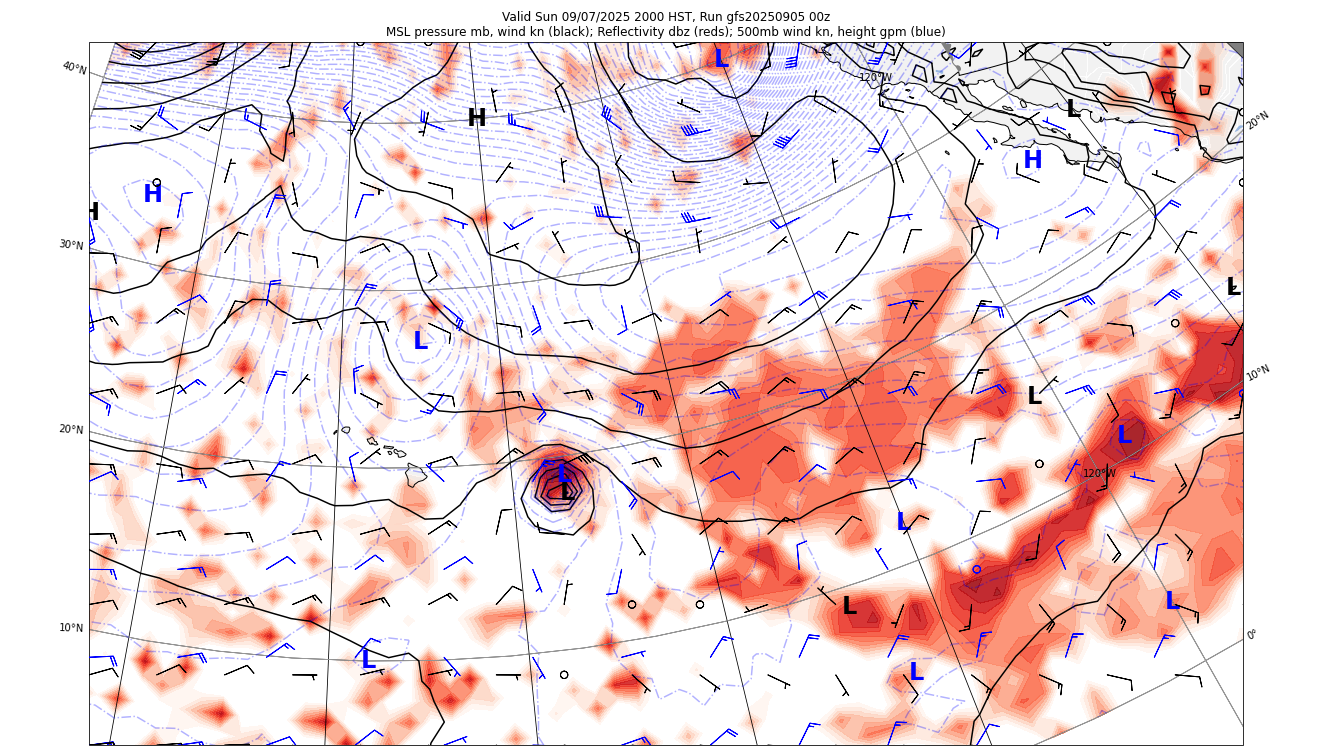 Valid Sun 09/07/2025 2000 HST, Run gfs20250905 00z
MSL pressure mb, wind kn (black); Reflectivity dbz (reds); 500mb wind kn, height gpm (blue)
40°N
L
120°W
H
L
20°N
H
H
H
30°N
L
L
10°N
L
20°N
L
L
120°W
L
L
10°N
L
L
L
0°
L
L